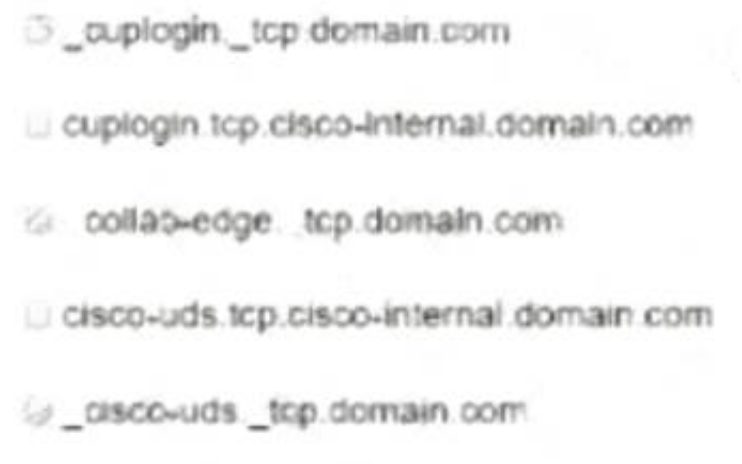 _cuplogin._tcp.domain.com
cuplogin.tcp.cisco-internal.domain.com
_collab-edge._tcp.domain.com
cisco-uds.tcp.cisco-internal.domain.com
_cisco-uds._tcp.domain.com